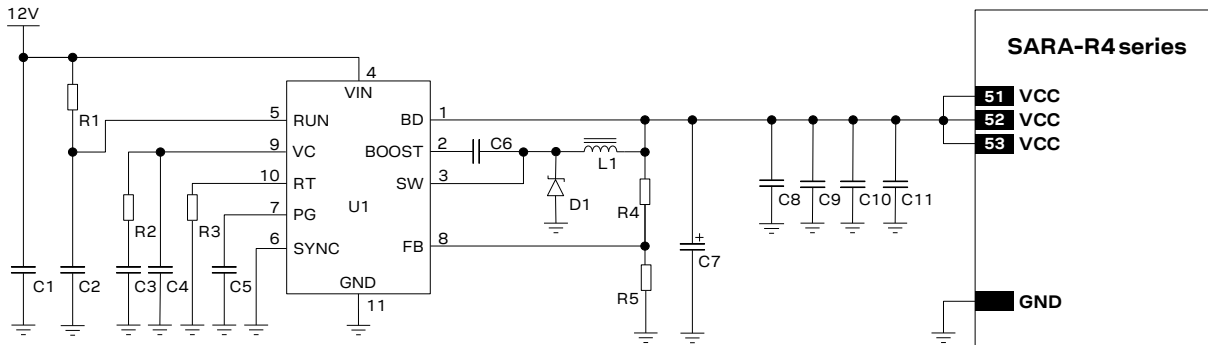 12V
SARA-R4 series
4
VIN
51 VCC
52 VCC
53 VCC
R1
5 RUN
BD 1
9 VC
BOOST 2
C6
L1
10 RT
SW 3
D1
U1
7 PG
R2
R3
R4
C8
C9
C10
C11
6 SYNC
FB 8
C7
+
C1
C2
C3
C4
C5
GND
11
R5
GND